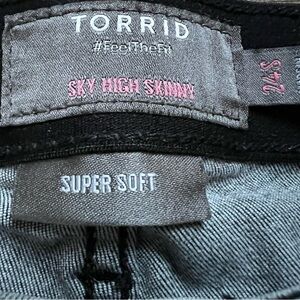 TORRID
#FeelTheFit
SKY HIGH SKINNY
24S
SUPER SOFT